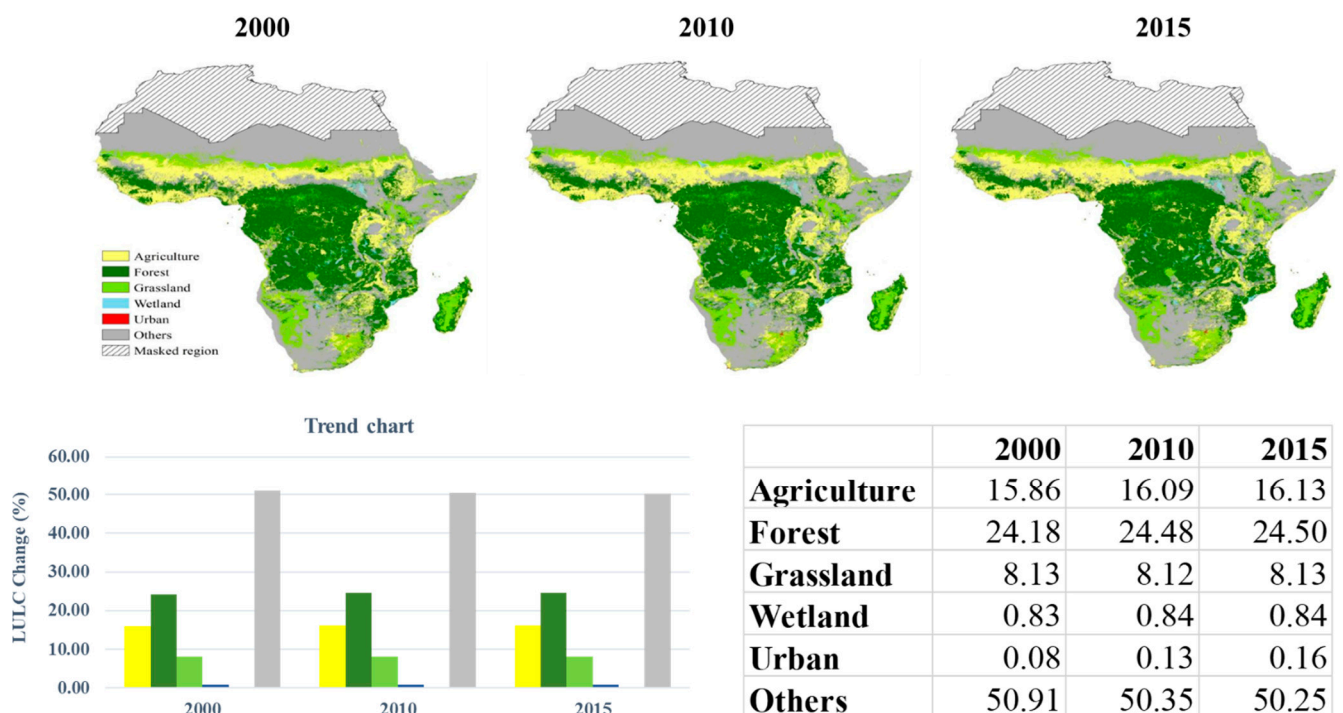 2000 2010 2015
Agriculture
Forest
Grassland
Wetland
Urban
Others
Masked region
Trend chart
60.00
50.00
40.00
30.00
20.00
10.00
0.00
LULC Change (%)
2000 2010 2015
2000 2010 2015
Agriculture 15.86 16.09 16.13
Forest 24.18 24.48 24.50
Grassland 8.13 8.12 8.13
Wetland 0.83 0.84 0.84
Urban 0.08 0.13 0.16
Others 50.91 50.35 50.25